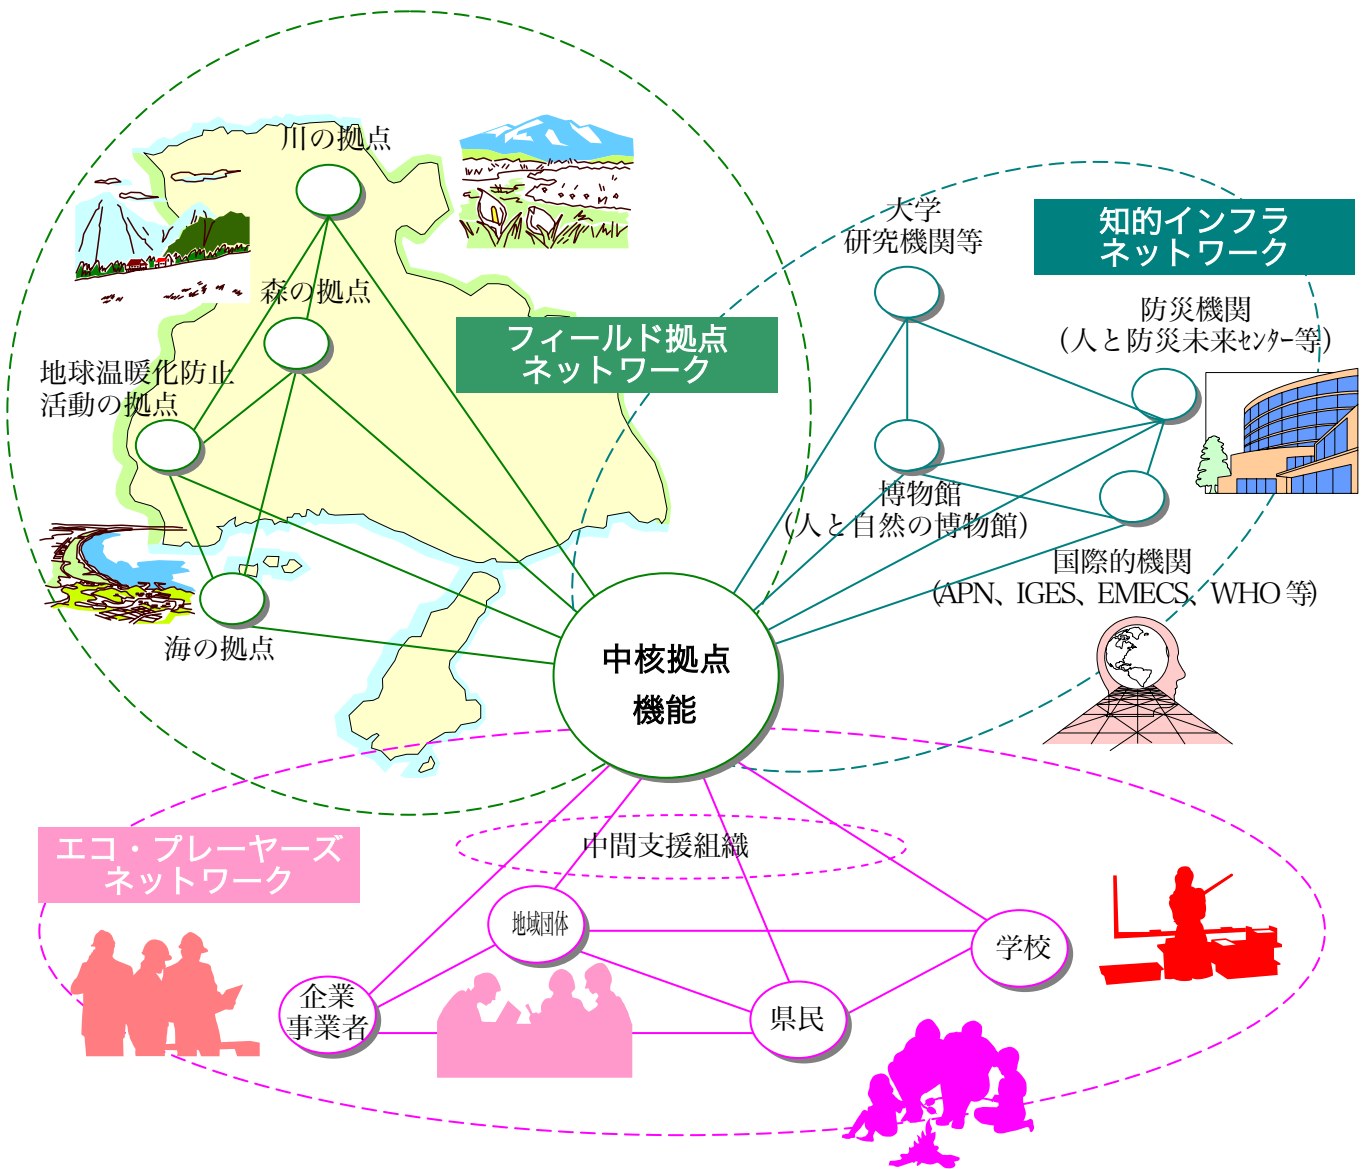 川の拠点
森の拠点
地球温暖化防止
活動の拠点
海の拠点
フィールド拠点
ネットワーク
大学
研究機関等
知的インフラ
ネットワーク
防災機関
(人と防災未来ｾﾝﾀｰ等)
博物館
(人と自然の博物館)
国際的機関
(APN、IGES、EMECS、WHO等)
中核拠点
機能
エコ・プレーヤーズ
ネットワーク
中間支援組織
地域団体
学校
企業
事業者
県民